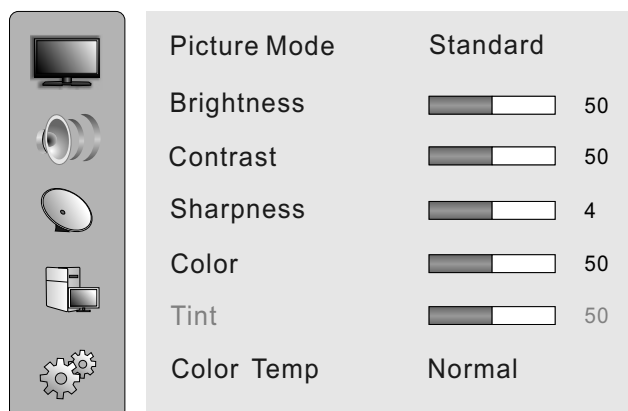 Picture Mode Standard
Brightness 50
Contrast 50
Sharpness 4
Color 50
Tint 50
Color Temp Normal